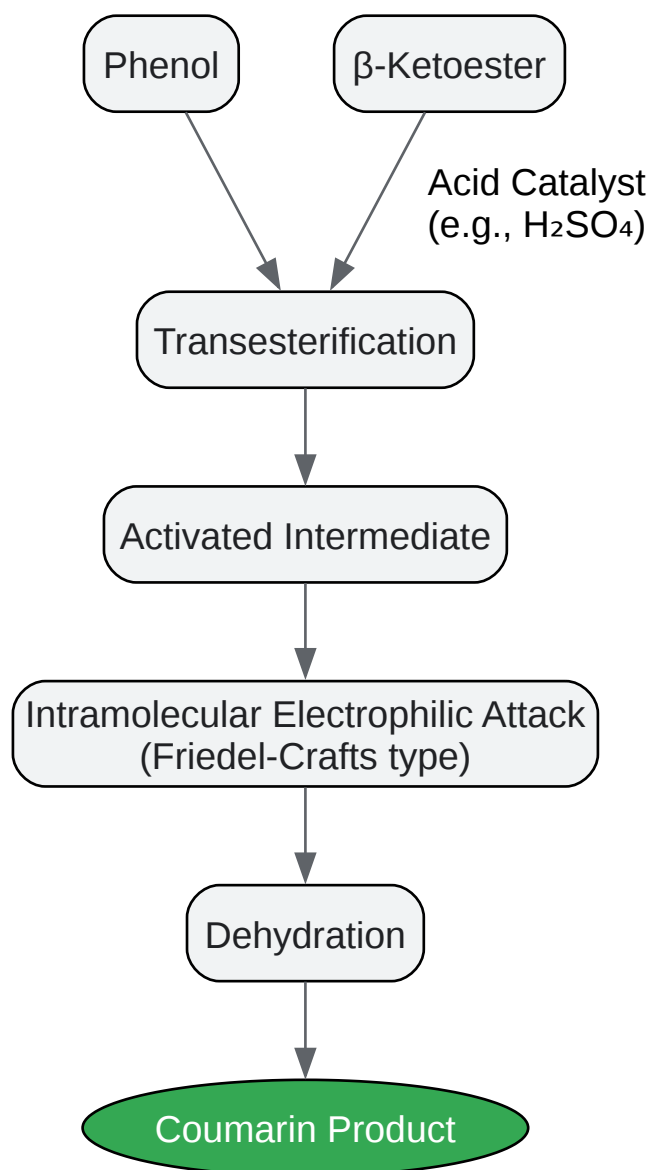 Phenol
β-Ketoester
Acid Catalyst
(e.g., H₂SO₄)
Transesterification
Activated Intermediate
Intramolecular Electrophilic Attack
(Friedel-Crafts type)
Dehydration
Coumarin Product